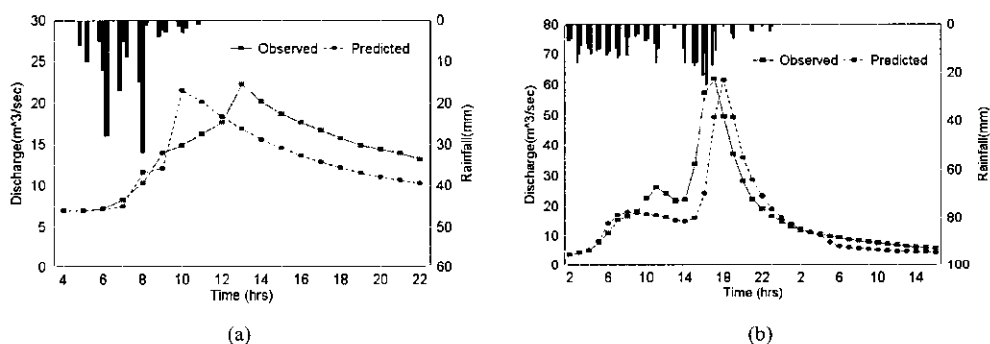 30
25
20
15
10
5
0
Discharge(m^3/sec)
Observed
Predicted
0
10
20
30
40
50
60
Rainfall(mm)
4 6 8 10 12 14 16 18 20 22
Time (hrs)
(a)
80
70
60
50
40
30
20
10
0
Discharge(m^3/sec)
Observed
Predicted
0
20
40
60
80
100
Rainfall(mm)
2 6 10 14 18 22 2 6 10 14
Time (hrs)
(b)